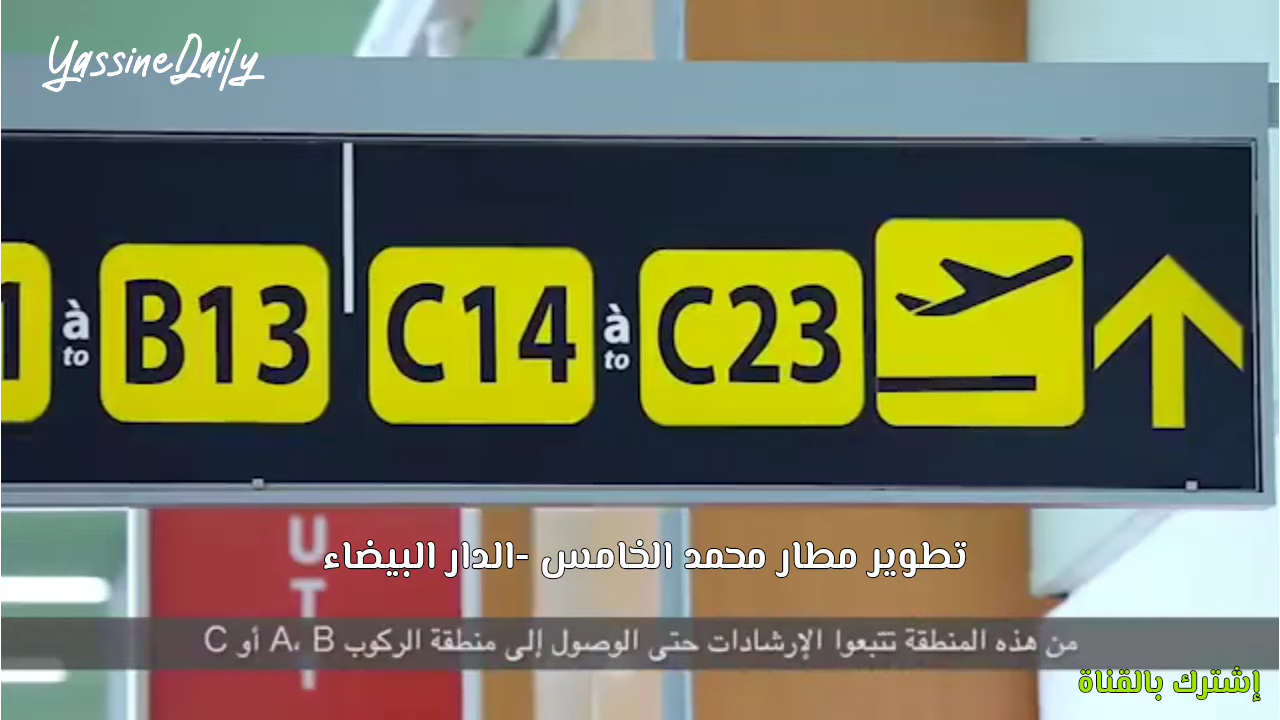 YassineDaily
1 à to B13 C14 à to C23
U
T
تطوير مطار محمد الخامس -الدار البيضاء
من هذه المنطقة تتبعوا الإرشادات حتى الوصول إلى منطقة الركوب A، B أو C
إشترك بالقناة